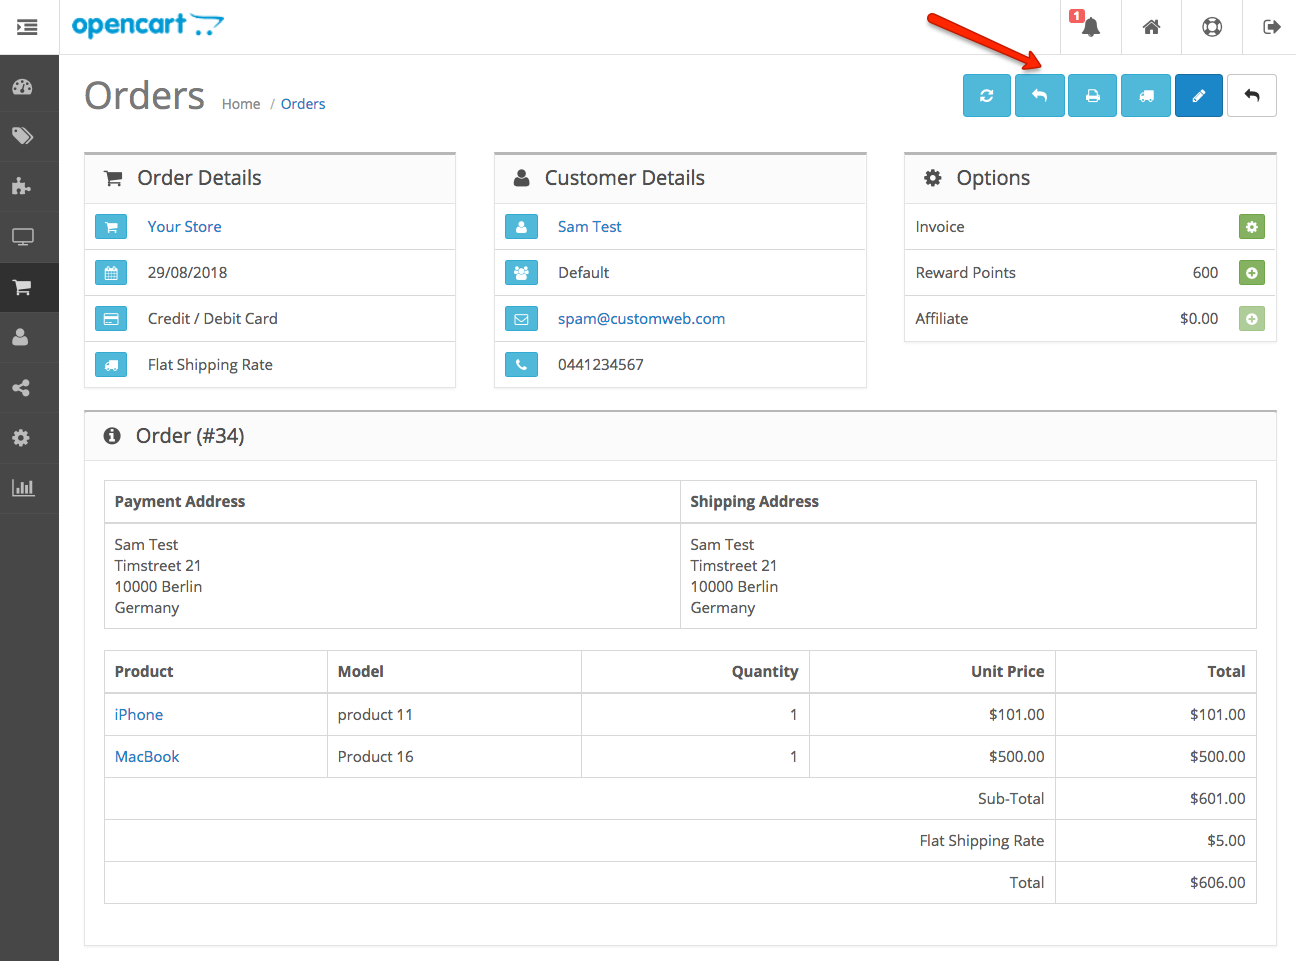 opencart
1
Orders Home / Orders
Order Details
Your Store
29/08/2018
Credit / Debit Card
Flat Shipping Rate
Customer Details
Sam Test
Default
spam@customweb.com
0441234567
Options
Invoice
Reward Points 600
Affiliate $0.00
Order (#34)
Payment Address Shipping Address
Sam Test Sam Test
Timstreet 21 Timstreet 21
10000 Berlin 10000 Berlin
Germany Germany
Product Model Quantity Unit Price Total
iPhone product 11 1 $101.00 $101.00
MacBook Product 16 1 $500.00 $500.00
Sub-Total $601.00
Flat Shipping Rate $5.00
Total $606.00